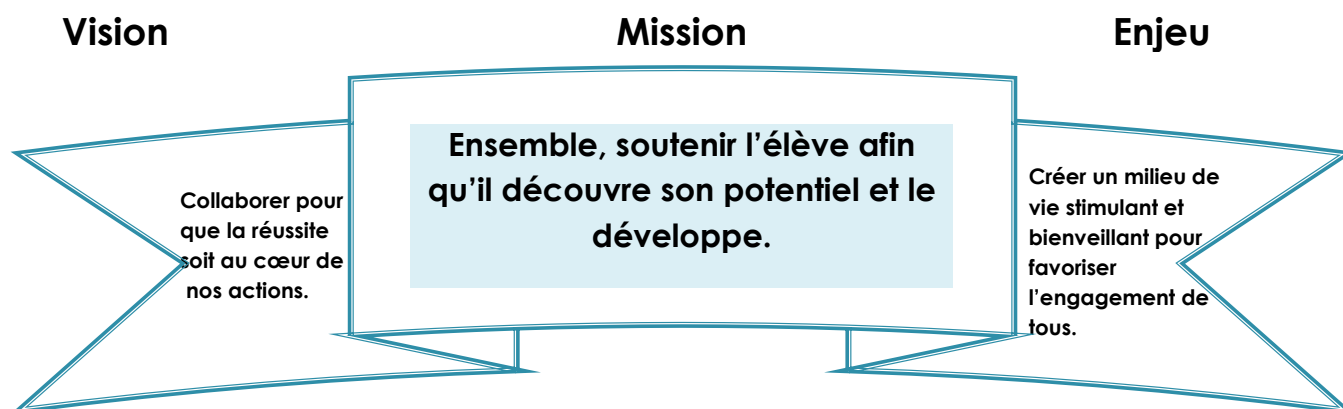 Vision
Mission
Enjeu
Collaborer pour
que la réussite
soit au cœur de
nos actions.
Ensemble, soutenir l’élève afin
qu’il découvre son potentiel et le
développe.
Créer un milieu de
vie stimulant et
bienveillant pour
favoriser
l’engagement de
tous.